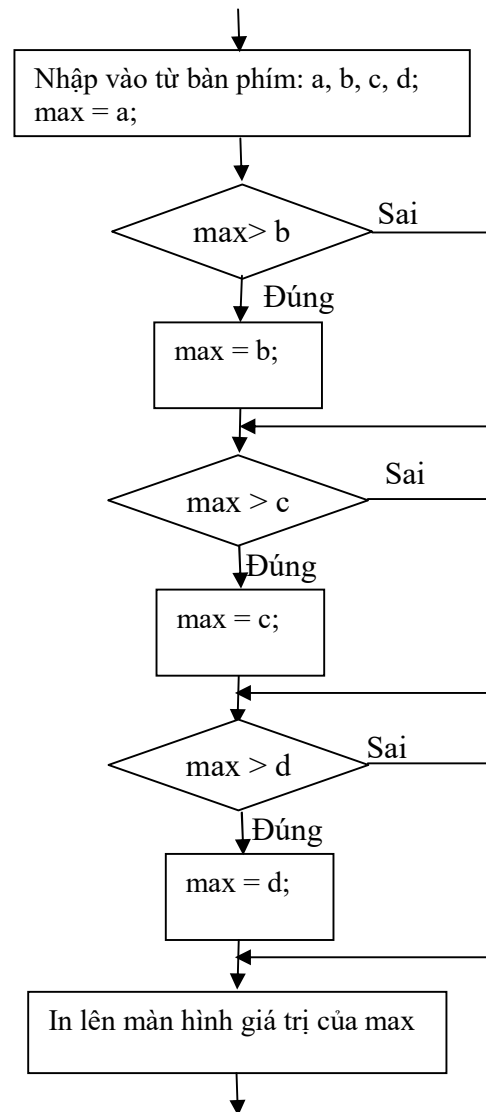 Nhập vào từ bàn phím: a, b, c, d;
max = a;
max> b
Sai
Đúng
max = b;
Sai
max > c
Đúng
max = c;
Sai
max > d
Đúng
max = d;
In lên màn hình giá trị của max